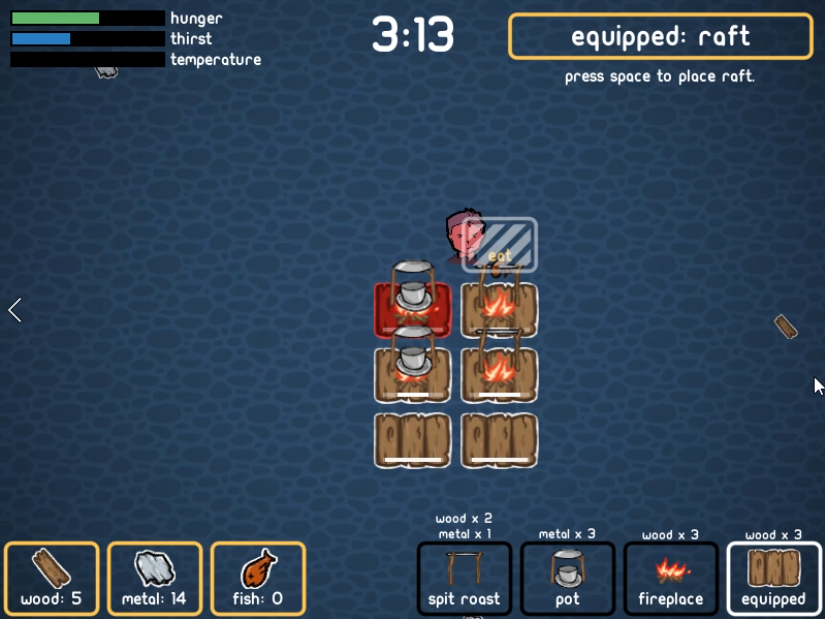 hunger
thirst
temperature
3:13
equipped: raft
press space to place raft.
eat
wood x 2
metal x 1
metal x 3
wood x 3
wood x 3
wood: 5
metal: 14
fish: 0
spit roast
pot
fireplace
equipped